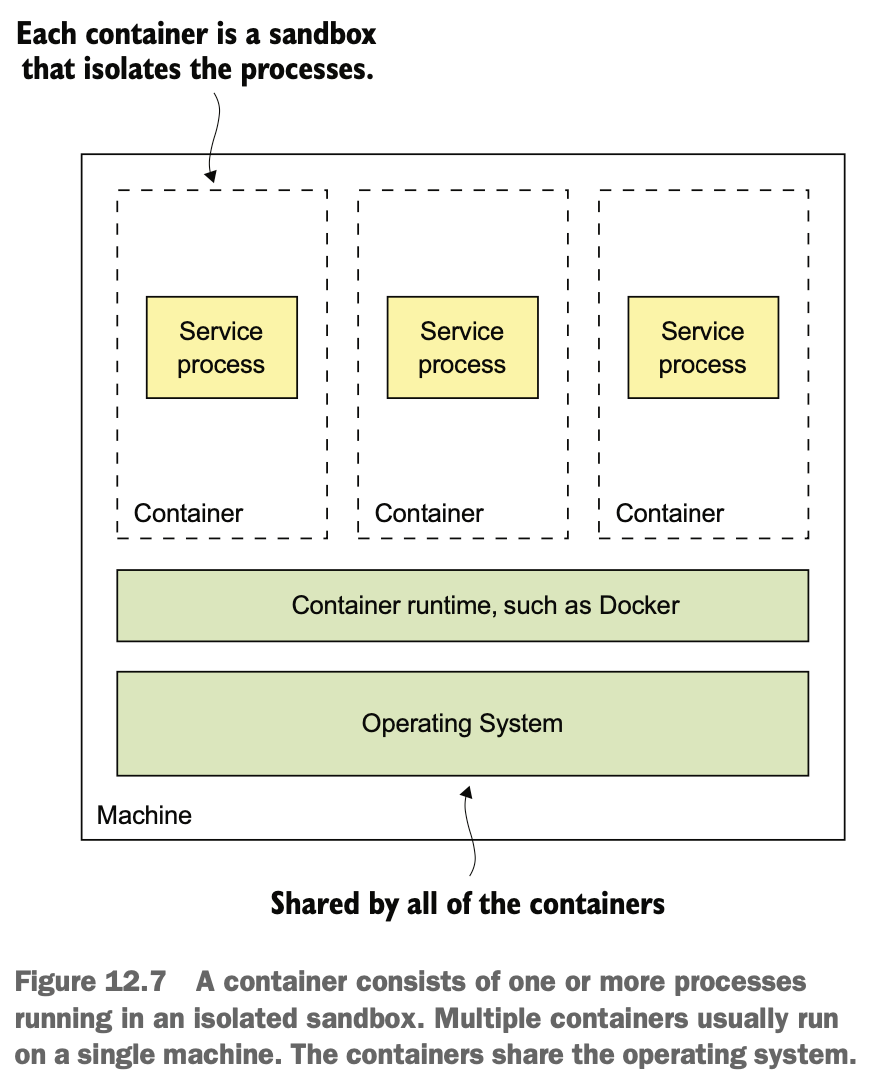 Each container is a sandbox
that isolates the processes.
Service
process
Service
process
Service
process
Container
Container
Container
Container runtime, such as Docker
Operating System
Machine
Shared by all of the containers
Figure 12.7 A container consists of one or more processes
running in an isolated sandbox. Multiple containers usually run
on a single machine. The containers share the operating system.